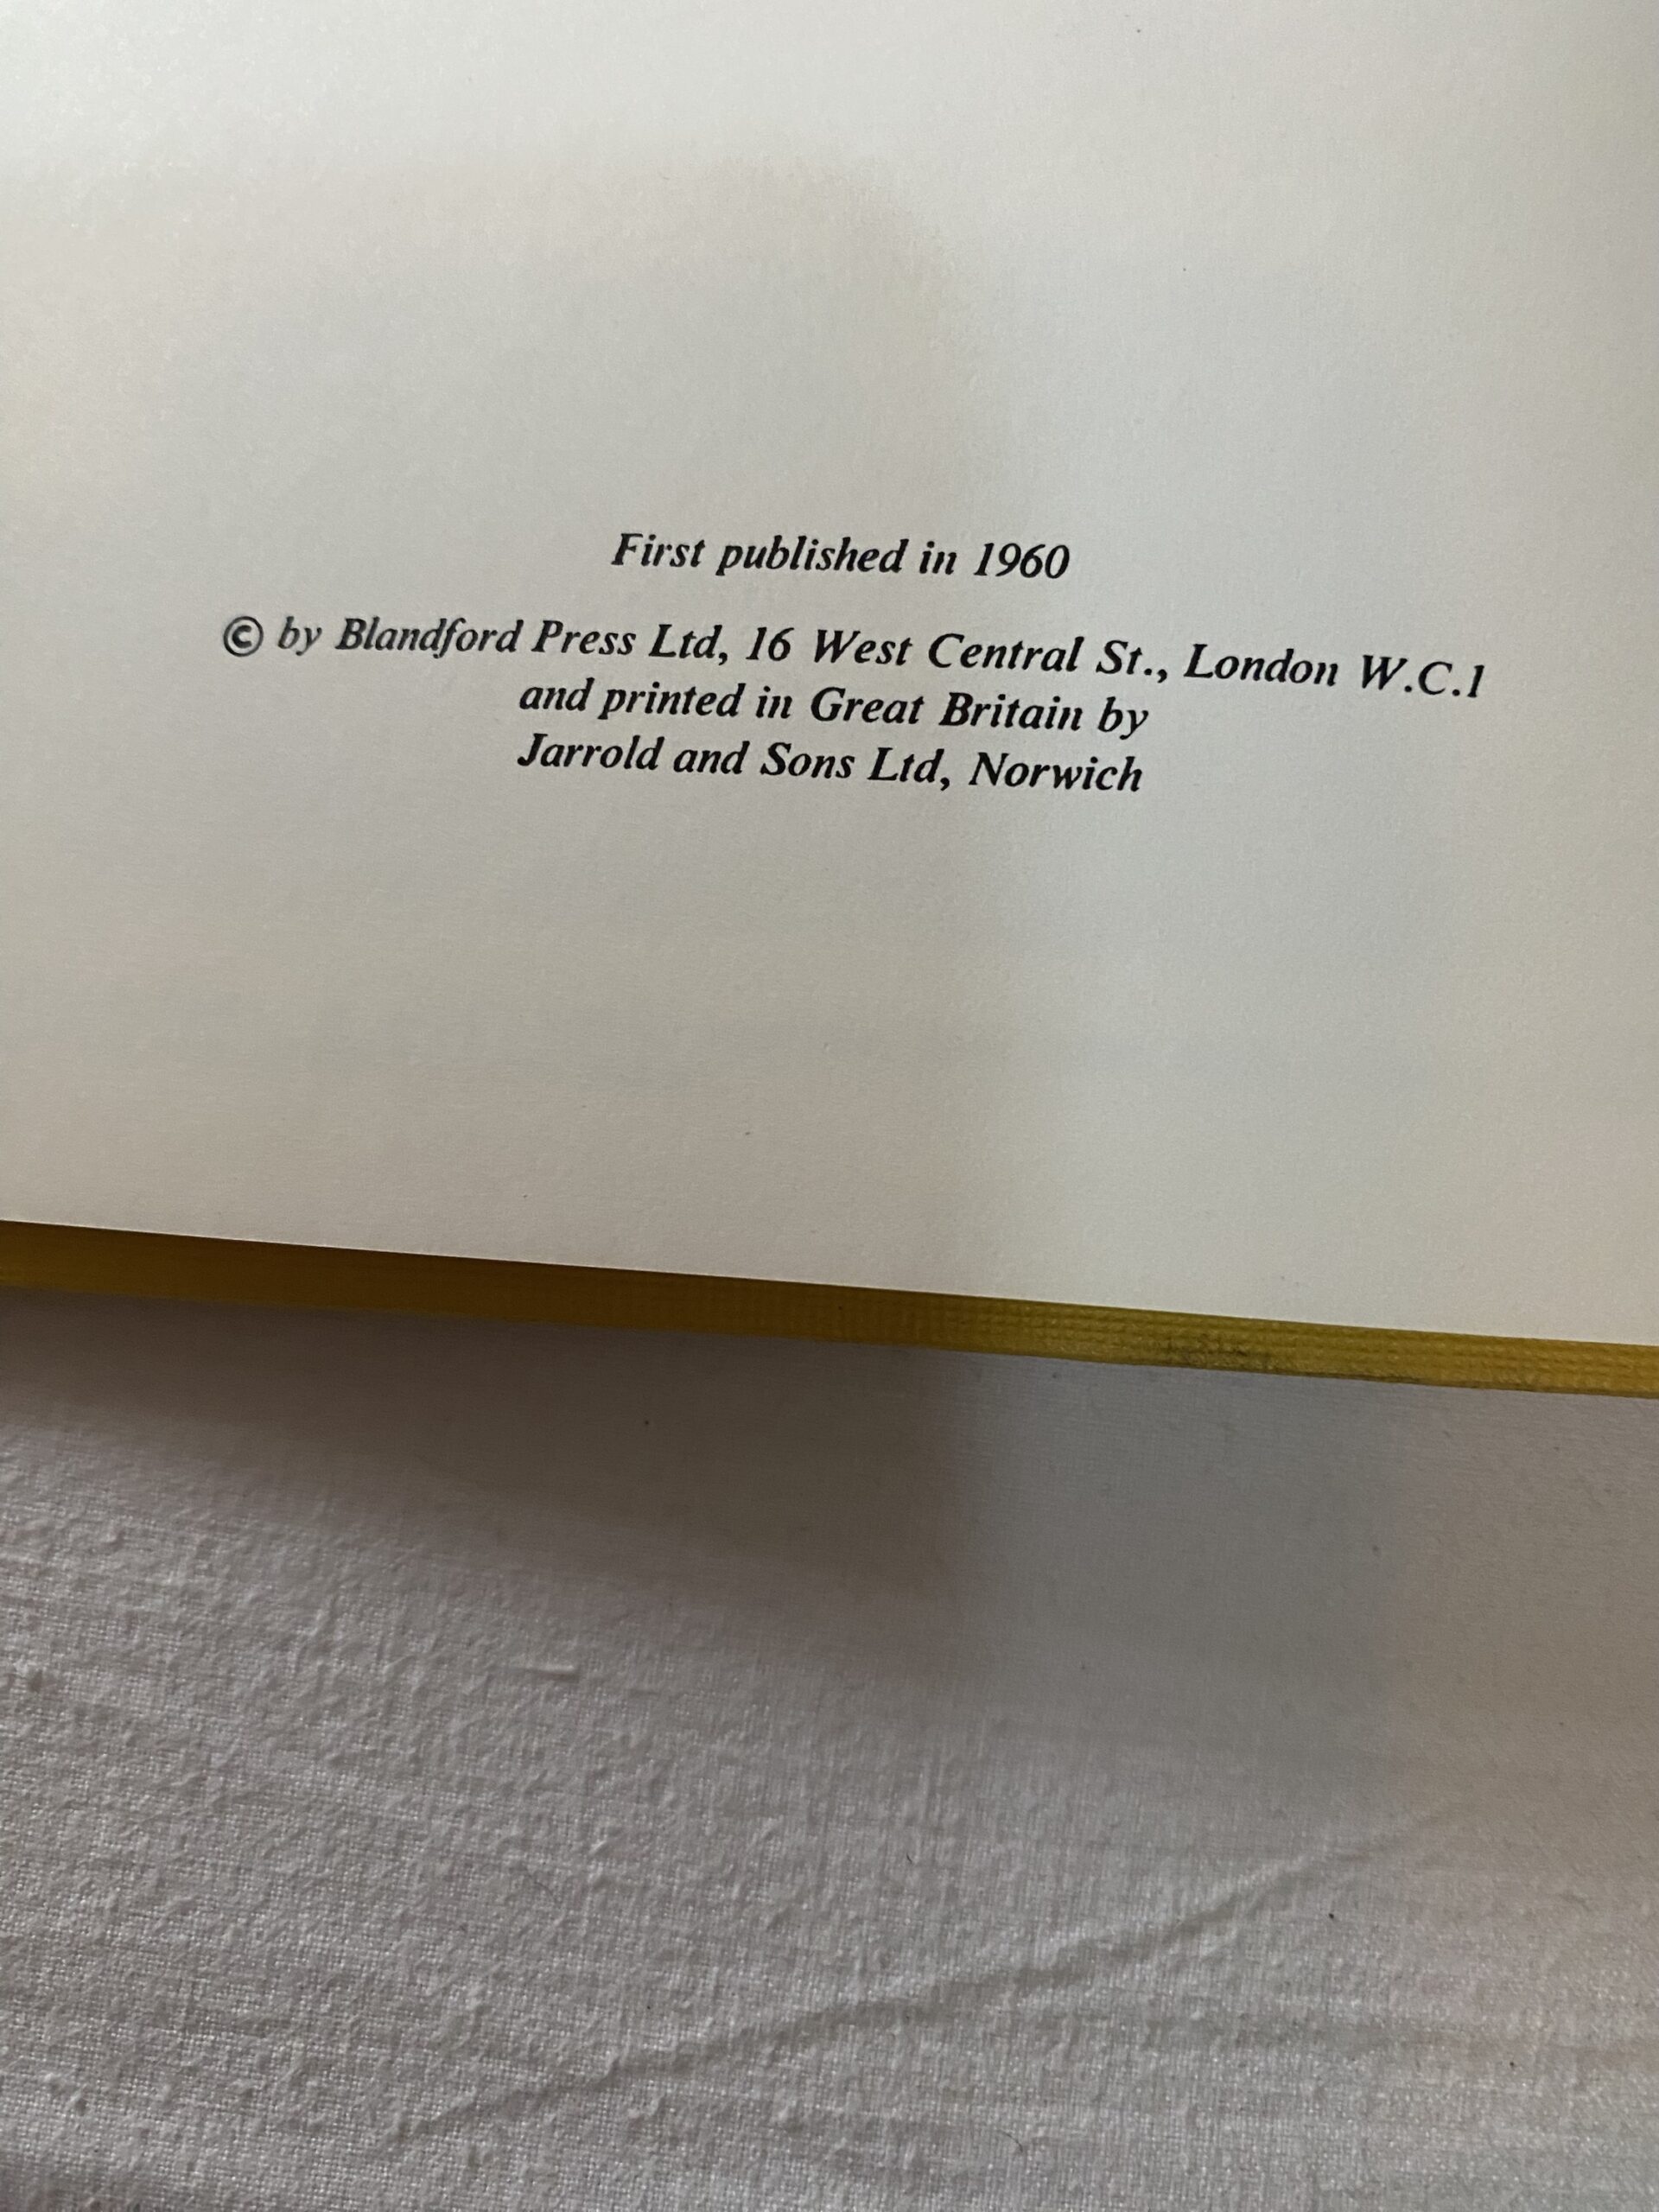 First published in 1960
© by Blandford Press Ltd, 16 West Central St., London W.C.1
and printed in Great Britain by
Jarrold and Sons Ltd, Norwich